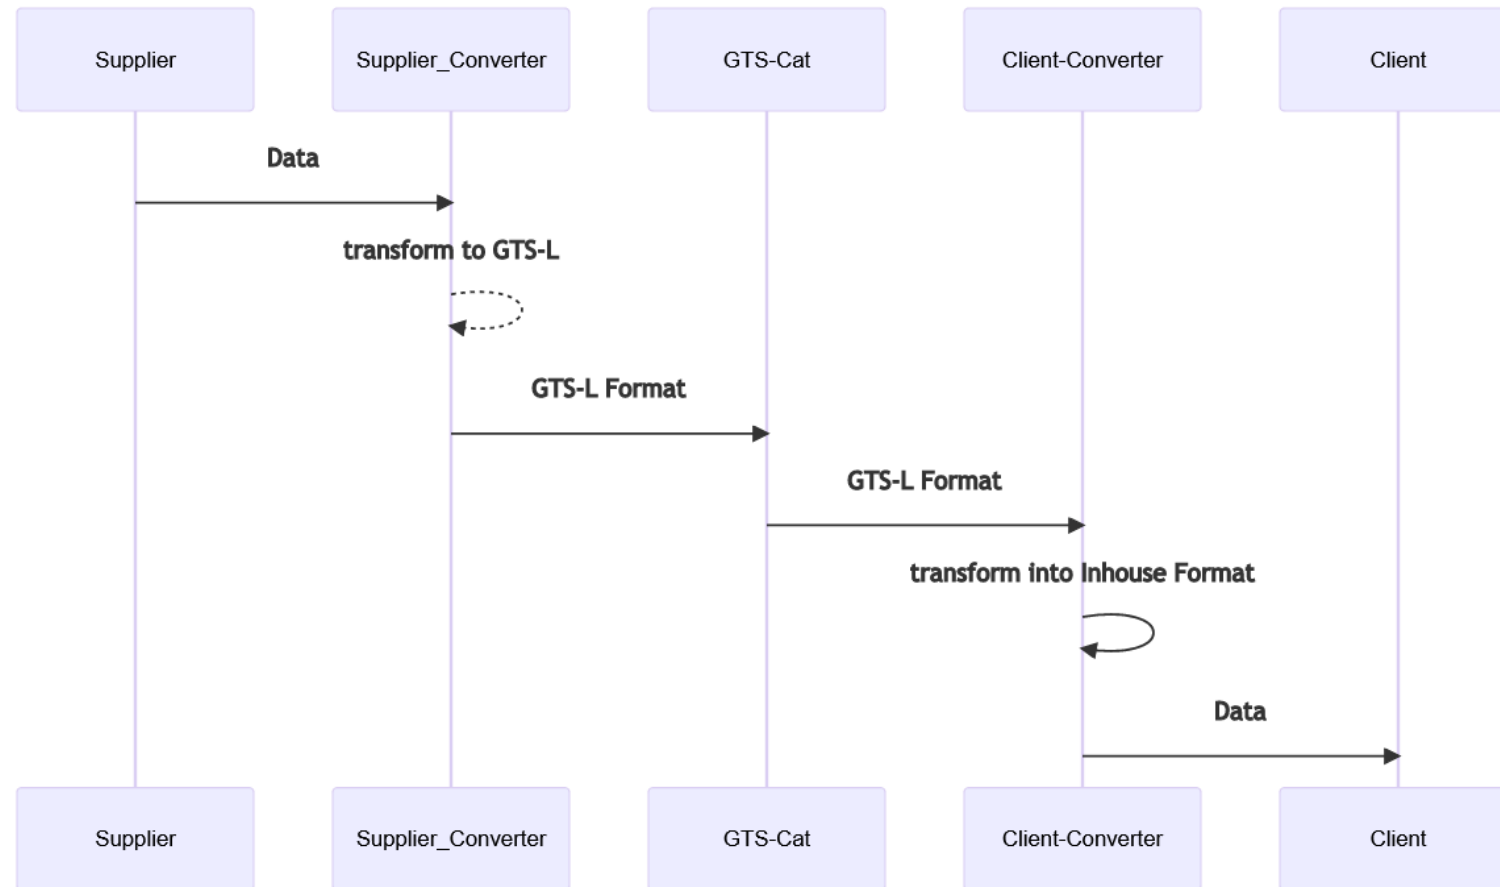 Supplier
Supplier_Converter
GTS-Cat
Client-Converter
Client
Data
transform to GTS-L
GTS-L Format
GTS-L Format
transform into Inhouse Format
Data
Supplier
Supplier_Converter
GTS-Cat
Client-Converter
Client